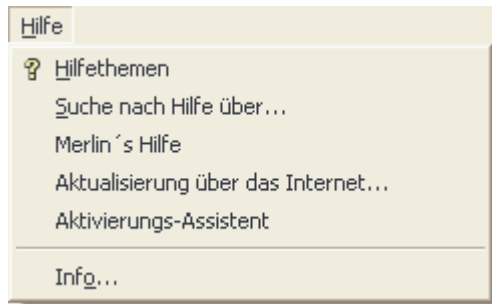 Hilfe
Hilfethemen
Suche nach Hilfe über...
Merlin´s Hilfe
Aktualisierung über das Internet...
Aktivierungs-Assistent
Info...